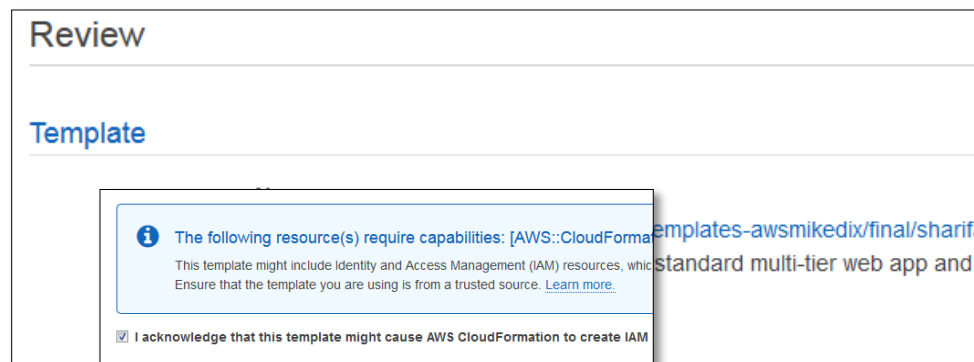 Review
Template
emplates-awsmikedix/final/sharif
The following resource(s) require capabilities: [AWS::CloudFormat
standard multi-tier web app and
This template might include Identity and Access Management (IAM) resources, whic
Ensure that the template you are using is from a trusted source. Learn more.
I acknowledge that this template might cause AWS CloudFormation to create IAM